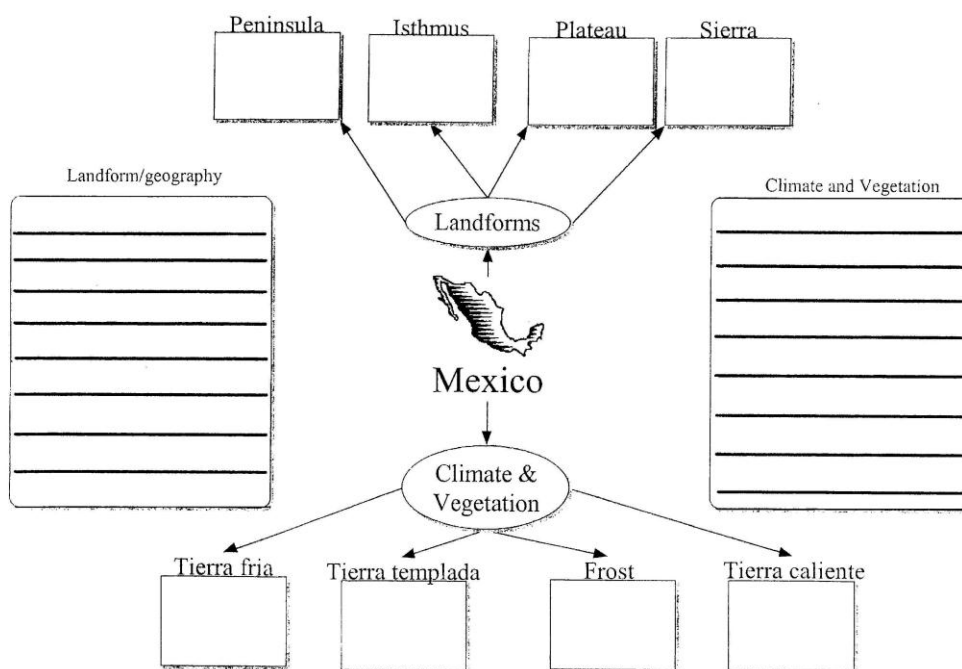 Peninsula
Isthmus
Plateau
Sierra
Landform/geography
Climate and Vegetation
Landforms
Mexico
Climate &
Vegetation
Tierra fria
Tierra templada
Frost
Tierra caliente